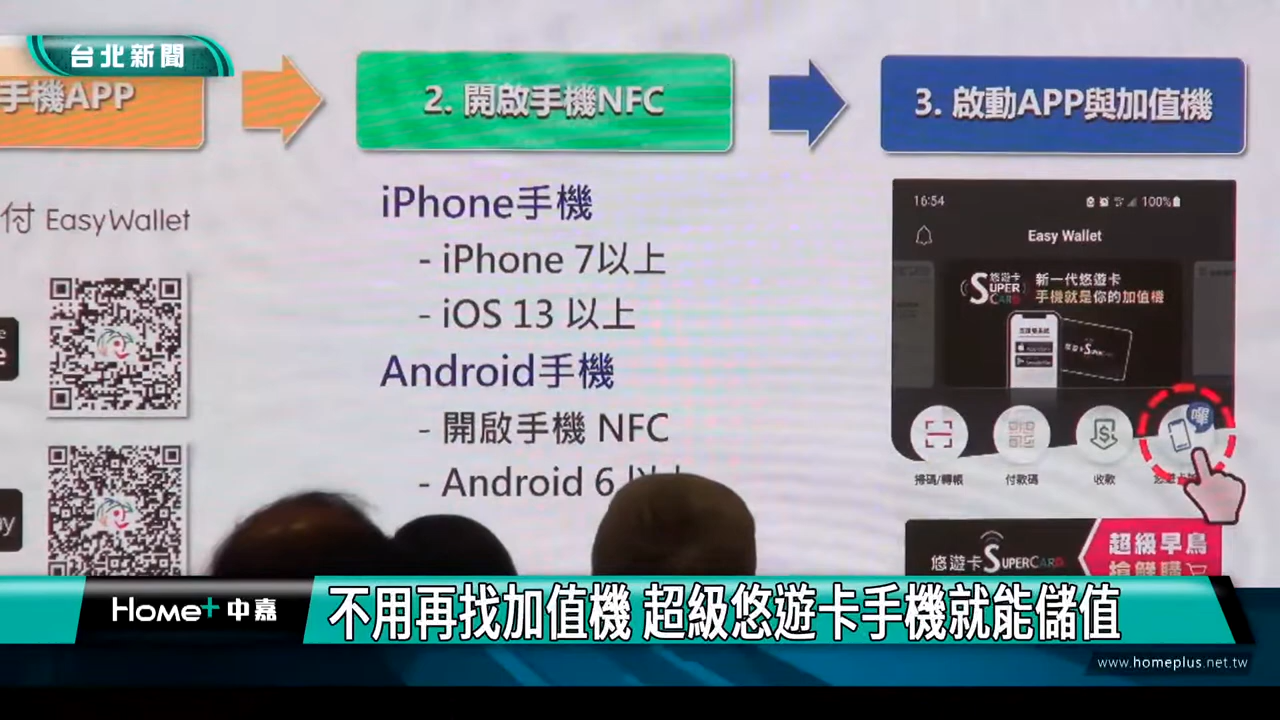 台北新聞
手機APP
2. 開啟手機NFC
3. 啟動APP與加值機
付 EasyWallet
iPhone手機
- iPhone 7以上
- iOS 13 以上
Android手機
- 開啟手機 NFC
- Android 6 以上
16:54
100%
Easy Wallet
悠遊卡
SUPER
CARD
新一代悠遊卡
手機就是你的加值機
嗶
掃碼/轉帳
付款碼
收款
悠遊卡 SUPERCARD
超級早鳥
搶鮮購
Home+中嘉
不用再找加值機 超級悠遊卡手機就能儲值
www.homeplus.net.tw